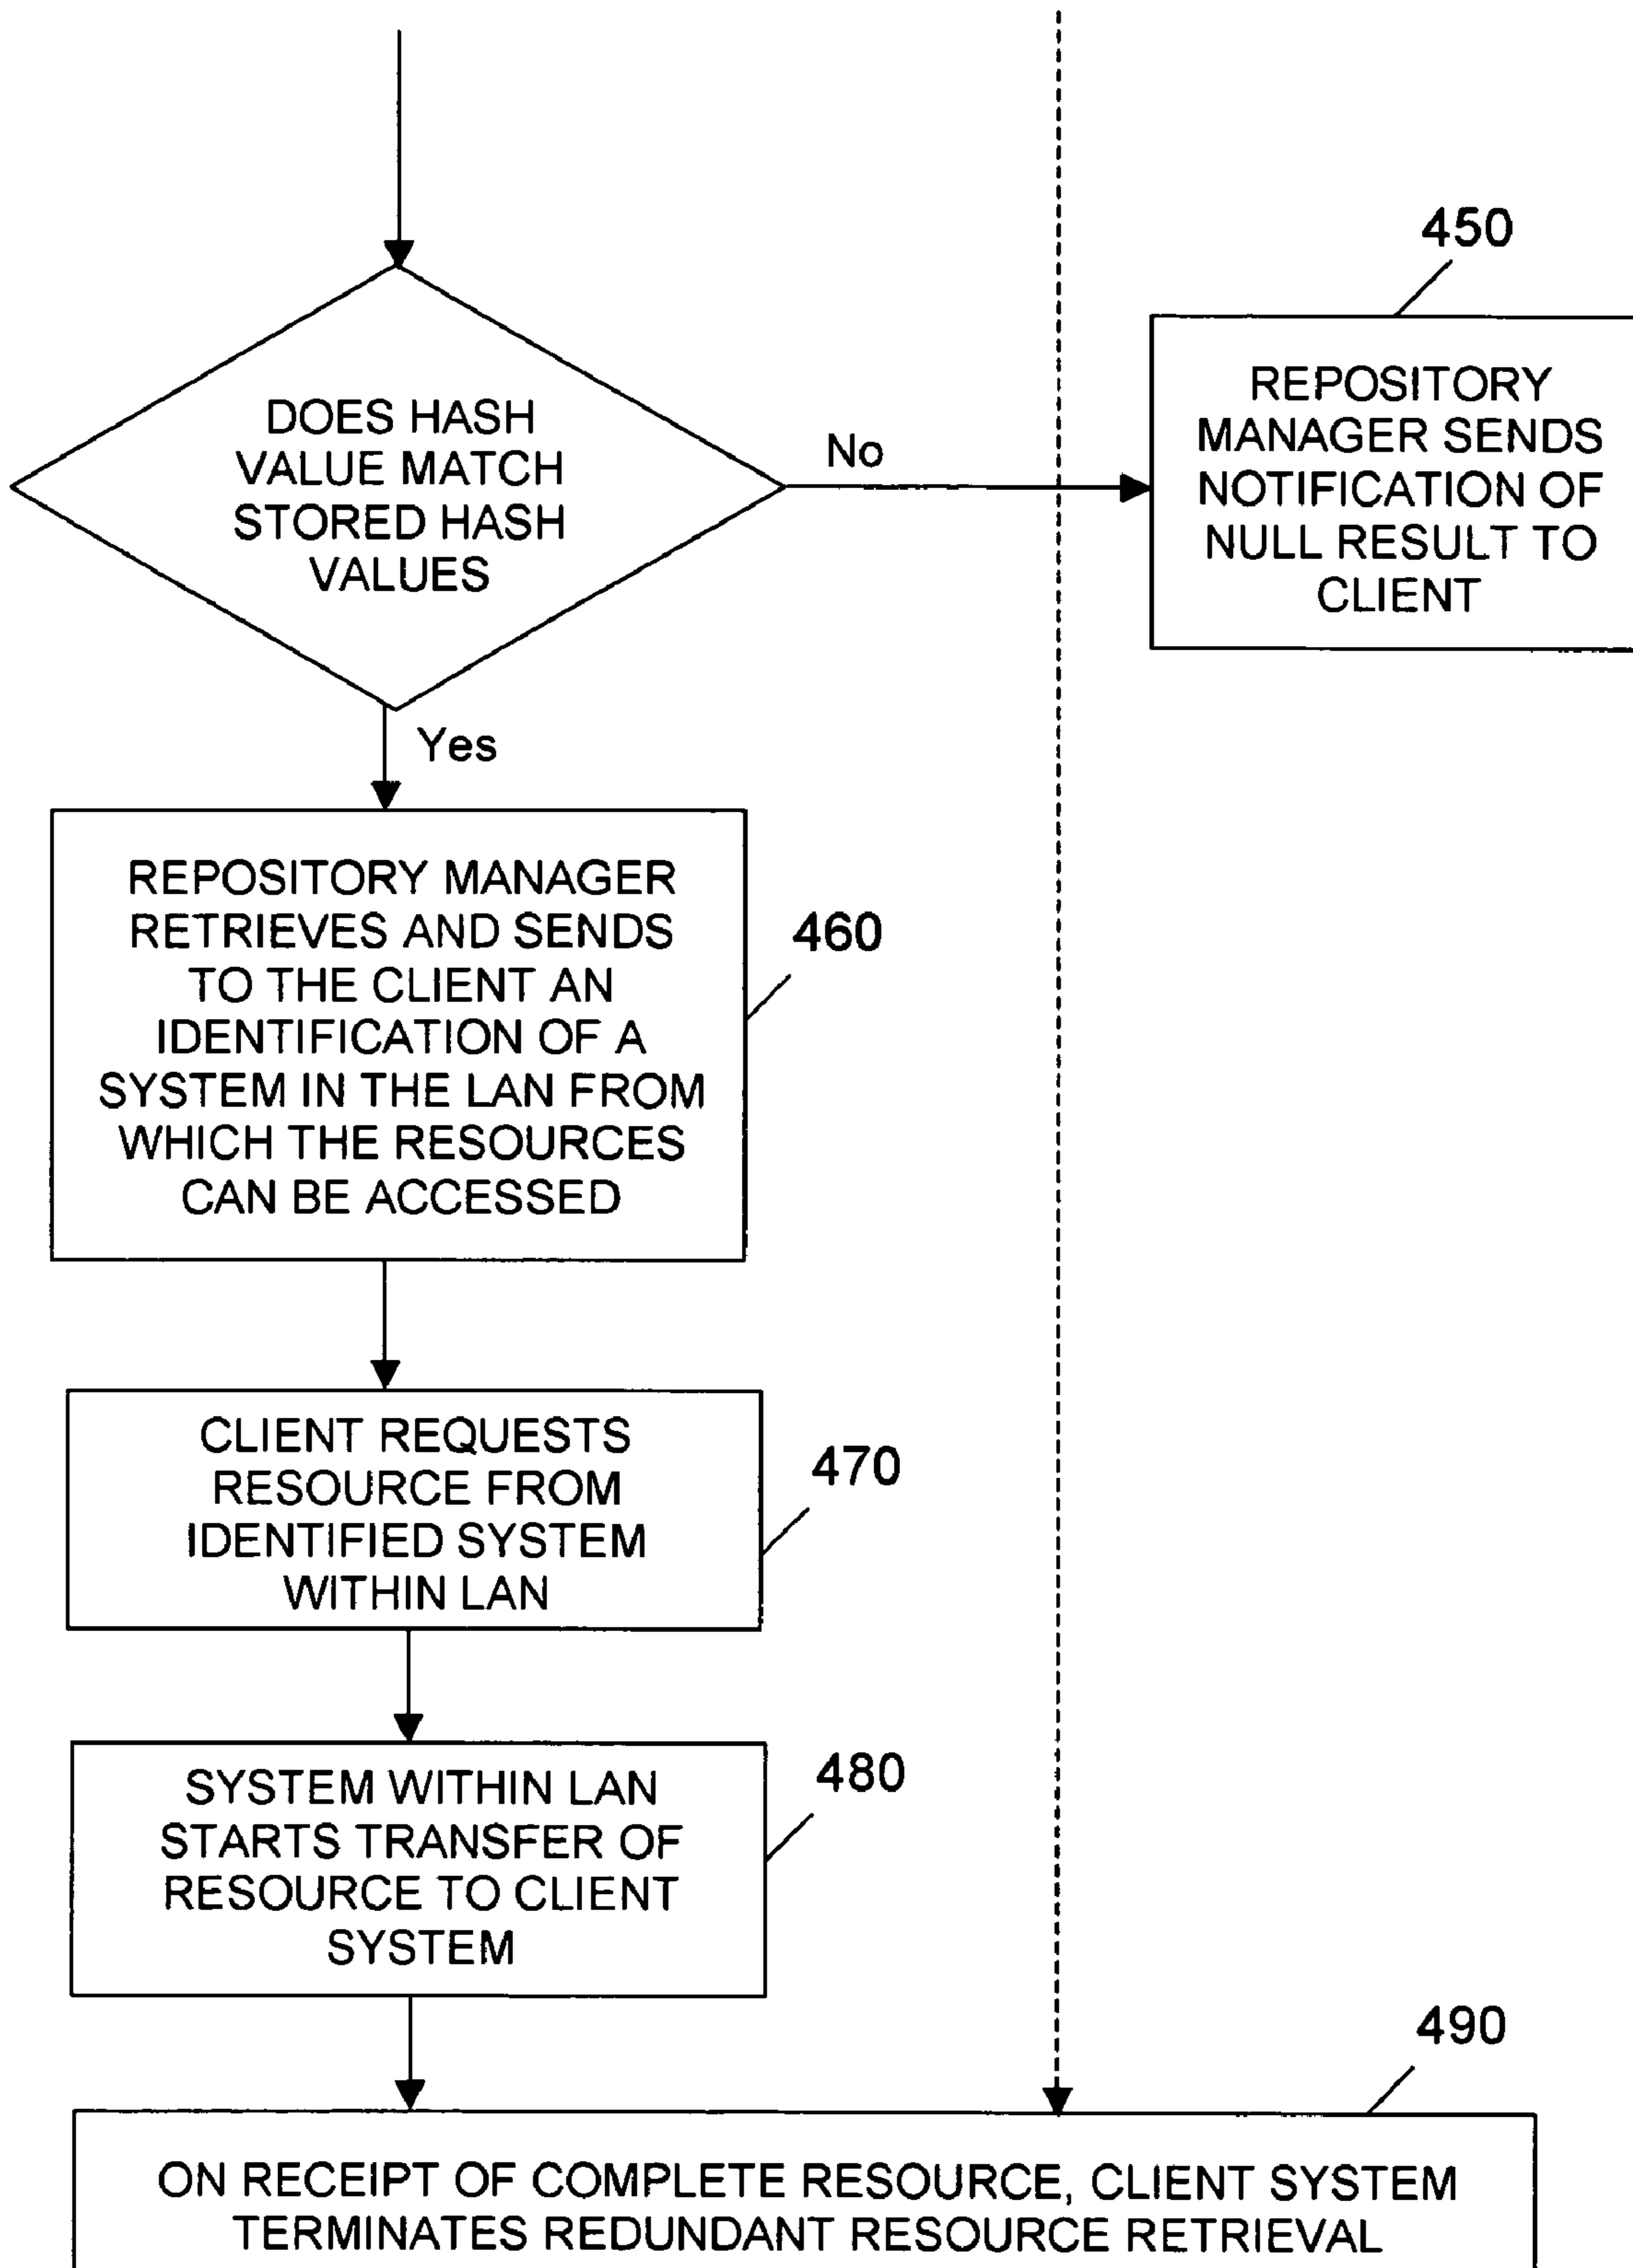 450
REPOSITORY
MANAGER SENDS
NOTIFICATION OF
NULL RESULT TO
CLIENT
DOES HASH
VALUE MATCH
STORED HASH
VALUES
No
Yes
REPOSITORY MANAGER
RETRIEVES AND SENDS
TO THE CLIENT AN
IDENTIFICATION OF A
SYSTEM IN THE LAN FROM
WHICH THE RESOURCES
CAN BE ACCESSED
460
CLIENT REQUESTS
RESOURCE FROM
IDENTIFIED SYSTEM
WITHIN LAN
470
SYSTEM WITHIN LAN
STARTS TRANSFER OF
RESOURCE TO CLIENT
SYSTEM
480
490
ON RECEIPT OF COMPLETE RESOURCE, CLIENT SYSTEM
TERMINATES REDUNDANT RESOURCE RETRIEVAL